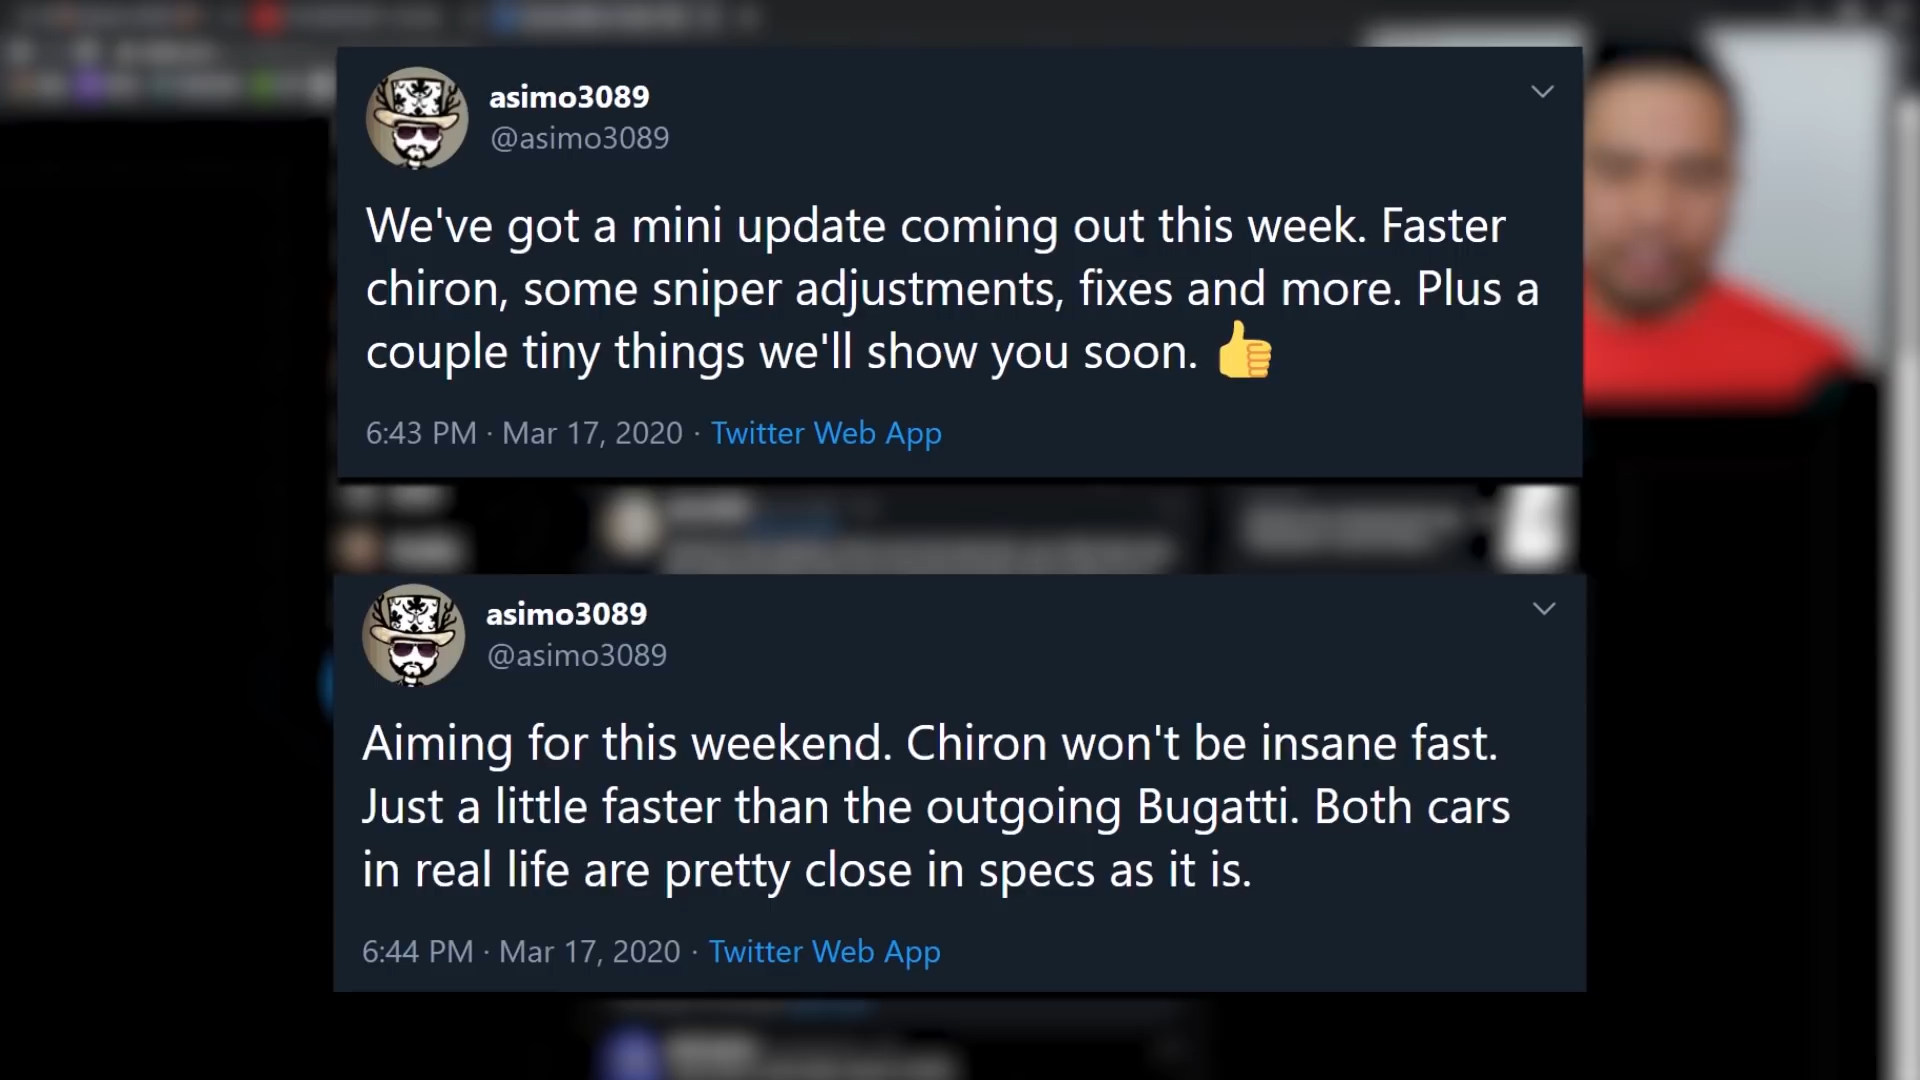 asimo3089
@asimo3089
We've got a mini update coming out this week. Faster
chiron, some sniper adjustments, fixes and more. Plus a
couple tiny things we'll show you soon. 👍
6:43 PM · Mar 17, 2020 · Twitter Web App
asimo3089
@asimo3089
Aiming for this weekend. Chiron won't be insane fast.
Just a little faster than the outgoing Bugatti. Both cars
in real life are pretty close in specs as it is.
6:44 PM · Mar 17, 2020 · Twitter Web App